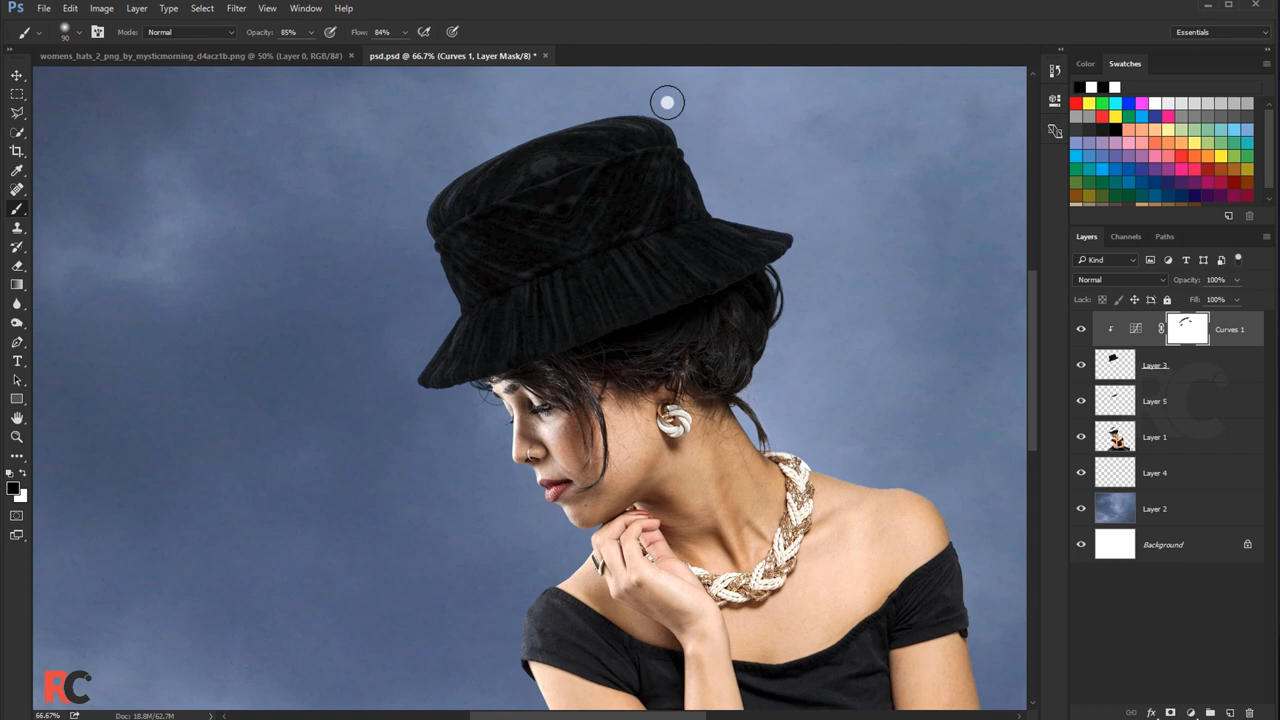 Ps File Edit Image Layer Type Select Filter View Window Help
90 Mode: Normal Opacity: 85% Flow: 84% Essentials
womens_hats_2_png_by_mysticmorning_d4acz1b.png @ 50% (Layer 0, RGB/8#) × psd.psd @ 66.7% (Curves 1, Layer Mask/8) * ×
Color Swatches
Layers Channels Paths
Kind
Normal Opacity: 100%
Lock: Fill: 100%
Curves 1
Layer 3
Layer 5
Layer 1
Layer 4
Layer 2
Background
RC
RC
66.67% Doc: 18.8M/62.7M
fx